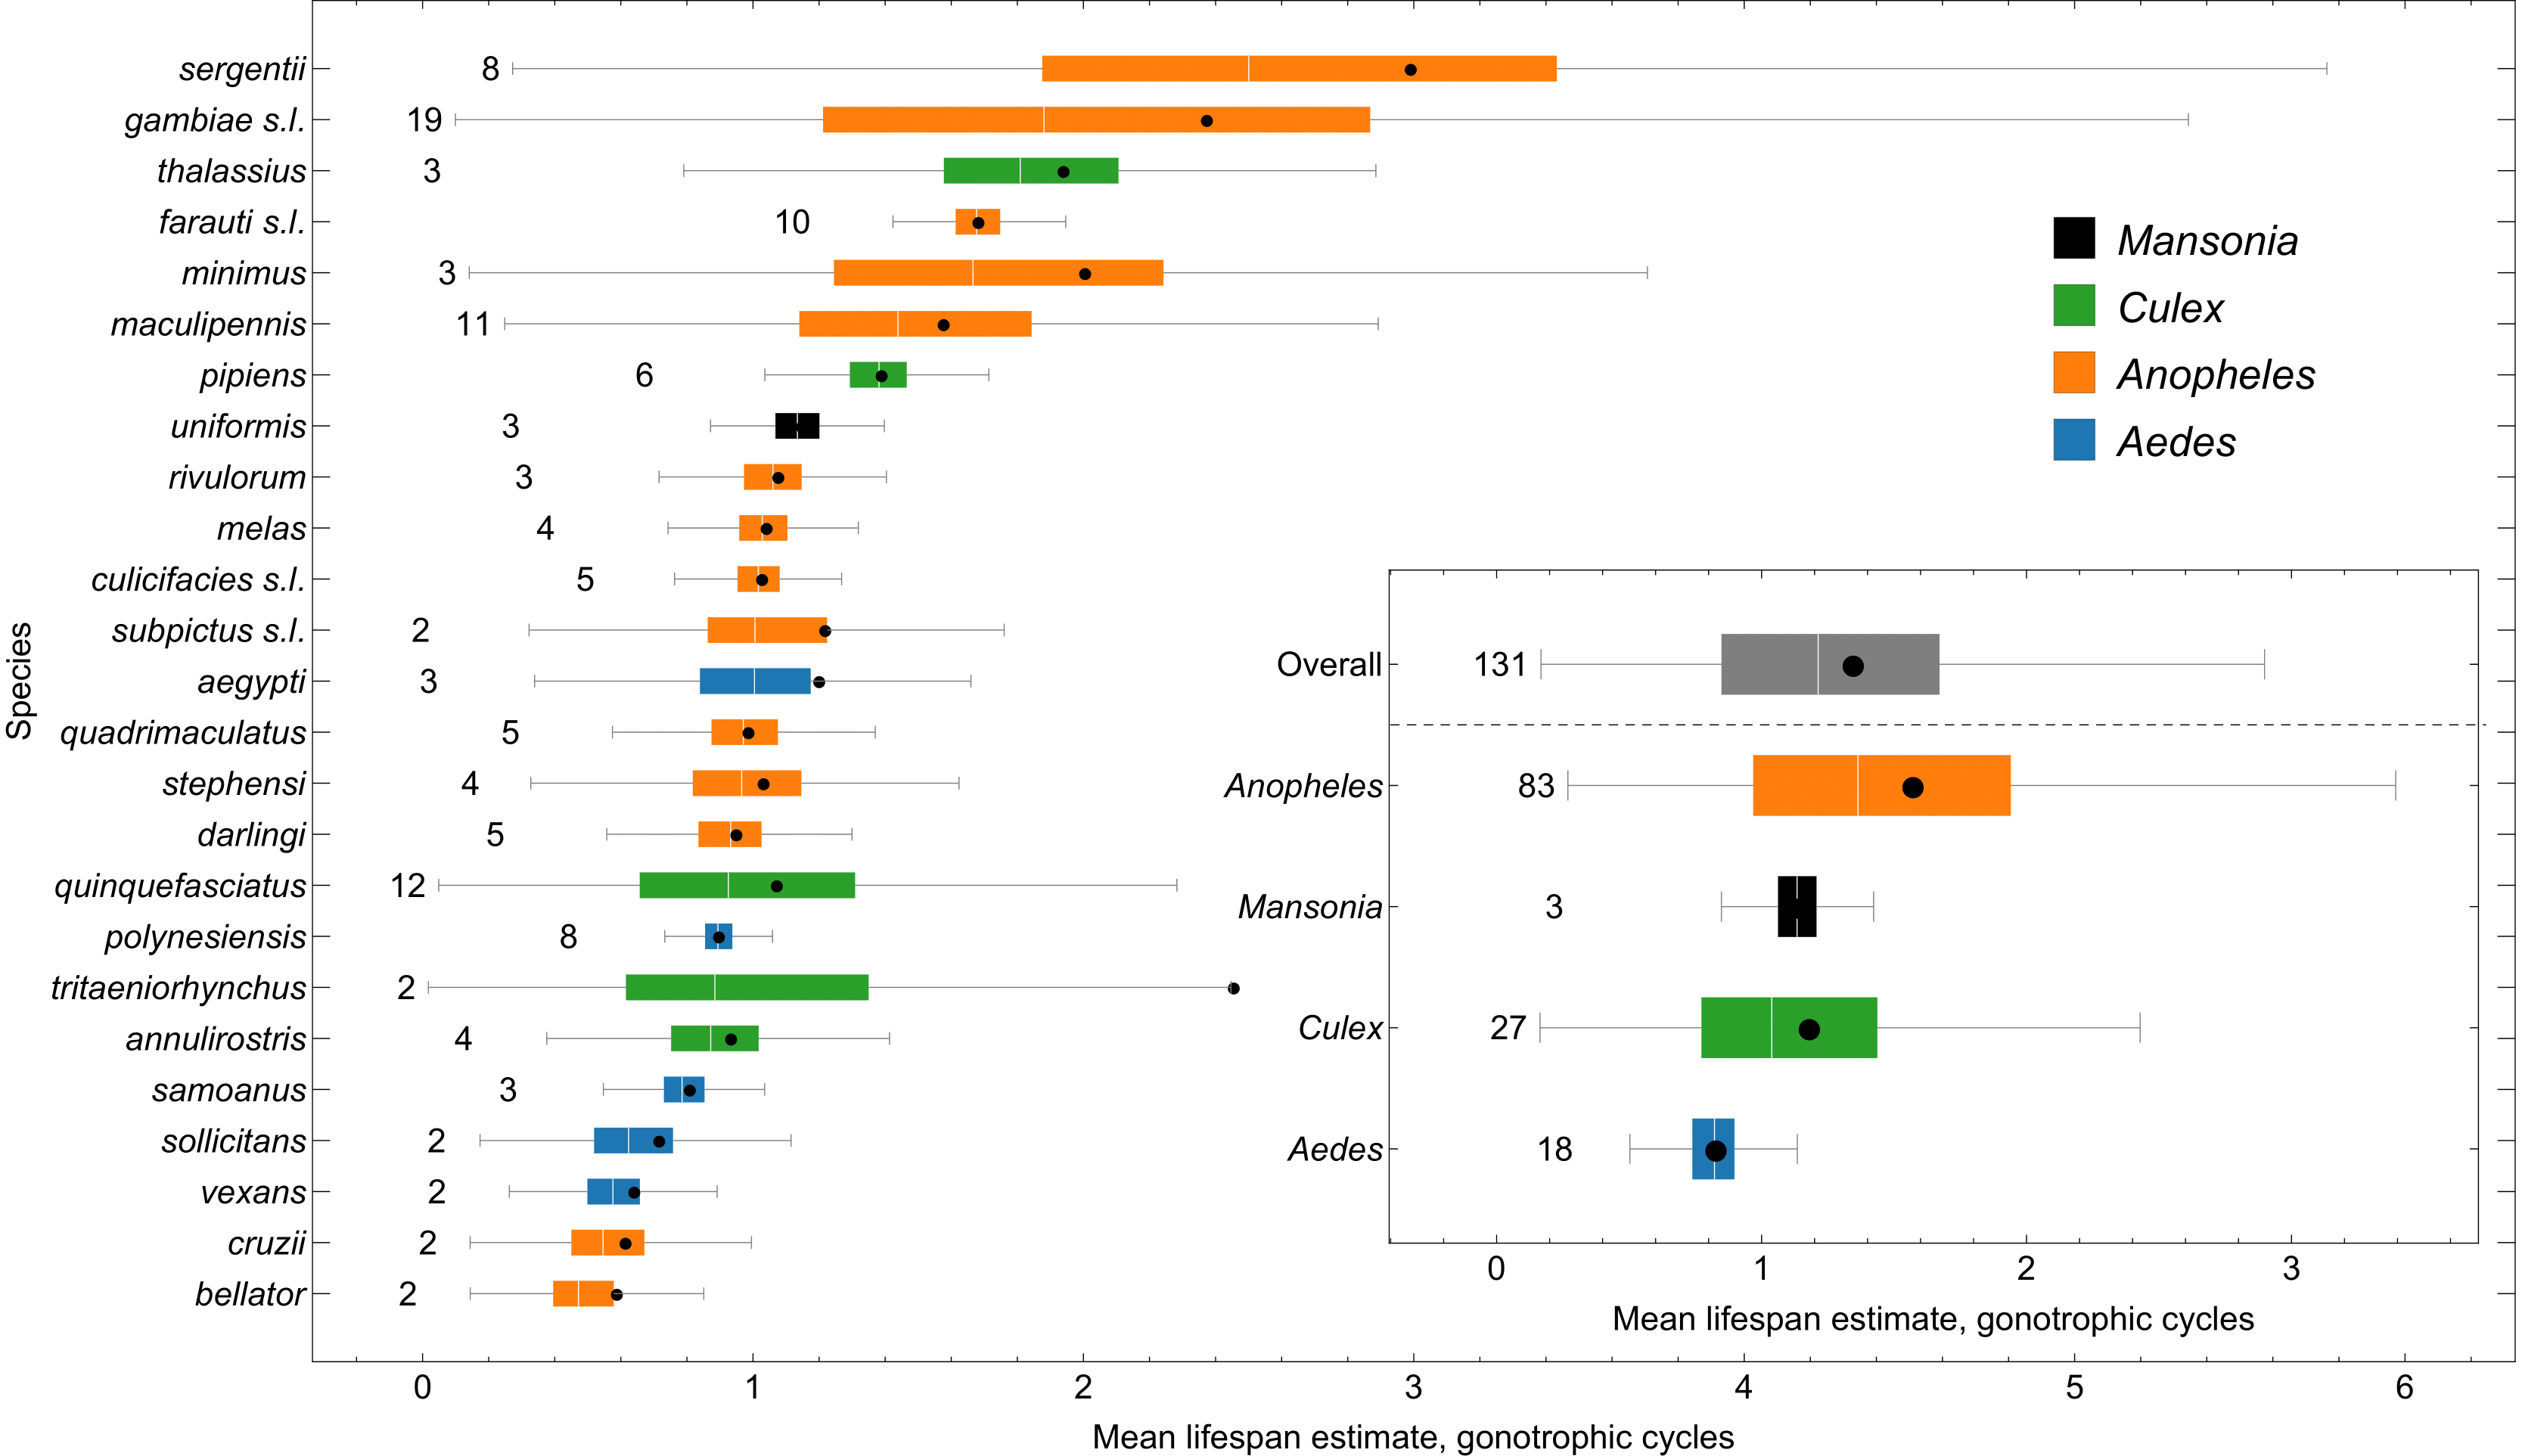 sergentii 8
gambiae s.l. 19
thalassius 3
farauti s.l. 10
minimus 3
maculipennis 11
pipiens 6
uniformis 3
rivulorum 3
melas 4
culicifacies s.l. 5
subpictus s.l. 2
aegypti 3
quadrimaculatus 5
stephensi 4
darlingi 5
quinquefasciatus 12
polynesiensis 8
tritaeniorhynchus 2
annulirostris 4
samoanus 3
sollicitans 2
vexans 2
cruzii 2
bellator 2
Species
0 1 2 3 4 5 6
Mean lifespan estimate, gonotrophic cycles
Mansonia
Culex
Anopheles
Aedes
Overall 131
Anopheles 83
Mansonia 3
Culex 27
Aedes 18
0 1 2 3
Mean lifespan estimate, gonotrophic cycles